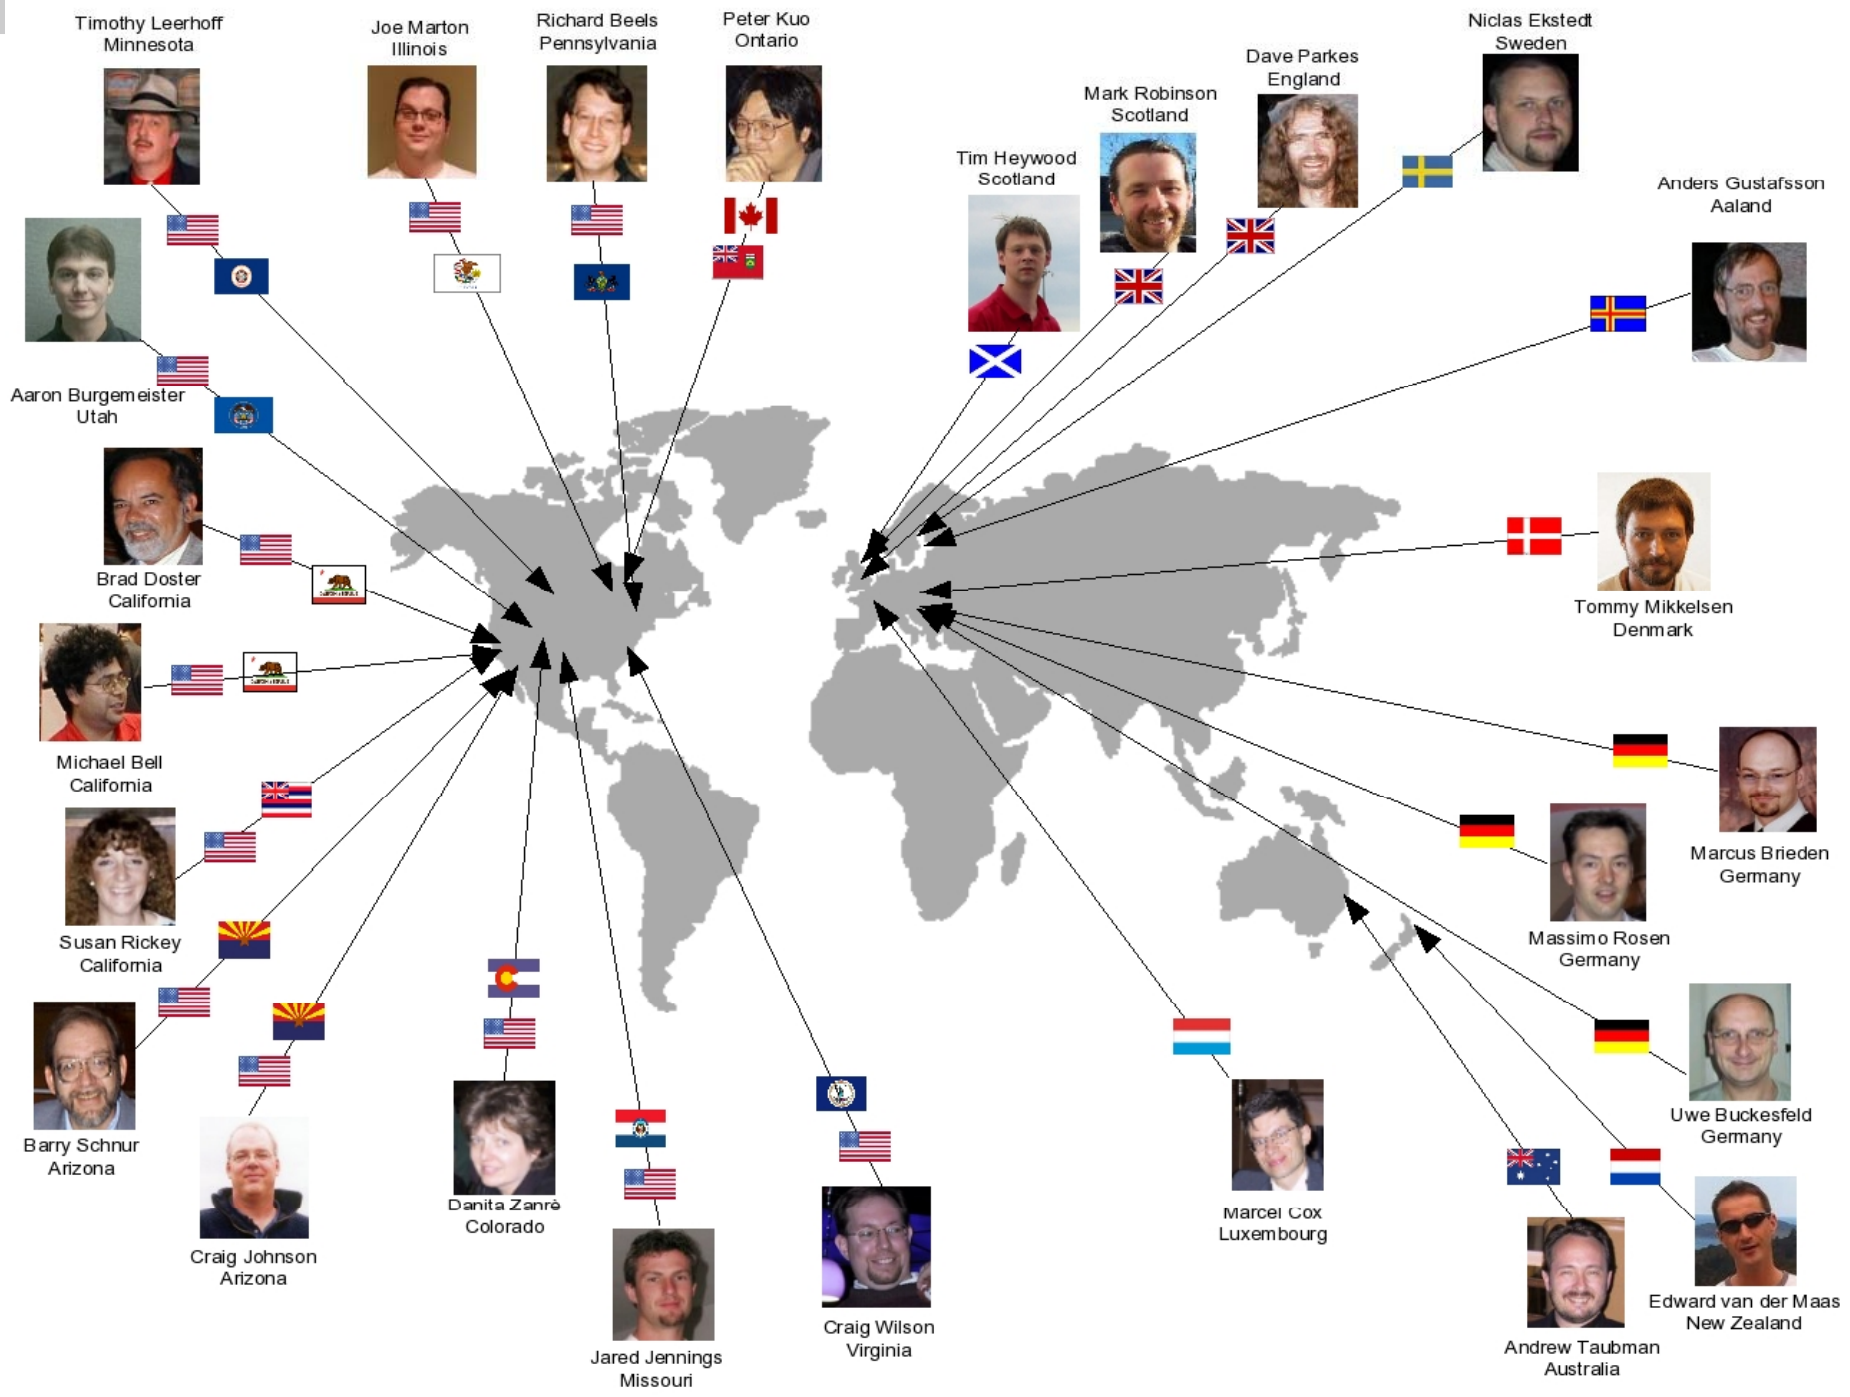 Timothy Leerhoff
Minnesota
Joe Marton
Illinois
Richard Beels
Pennsylvania
Peter Kuo
Ontario
Niclas Ekstedt
Sweden
Dave Parkes
England
Mark Robinson
Scotland
Tim Heywood
Scotland
Anders Gustafsson
Aaland
Aaron Burgemeister
Utah
Brad Doster
California
Tommy Mikkelsen
Denmark
Michael Bell
California
Marcus Brieden
Germany
Susan Rickey
California
Massimo Rosen
Germany
Barry Schnur
Arizona
Uwe Buckesfeld
Germany
Craig Johnson
Arizona
Danita Zanrè
Colorado
Marcel Cox
Luxembourg
Jared Jennings
Missouri
Craig Wilson
Virginia
Edward van der Maas
New Zealand
Andrew Taubman
Australia